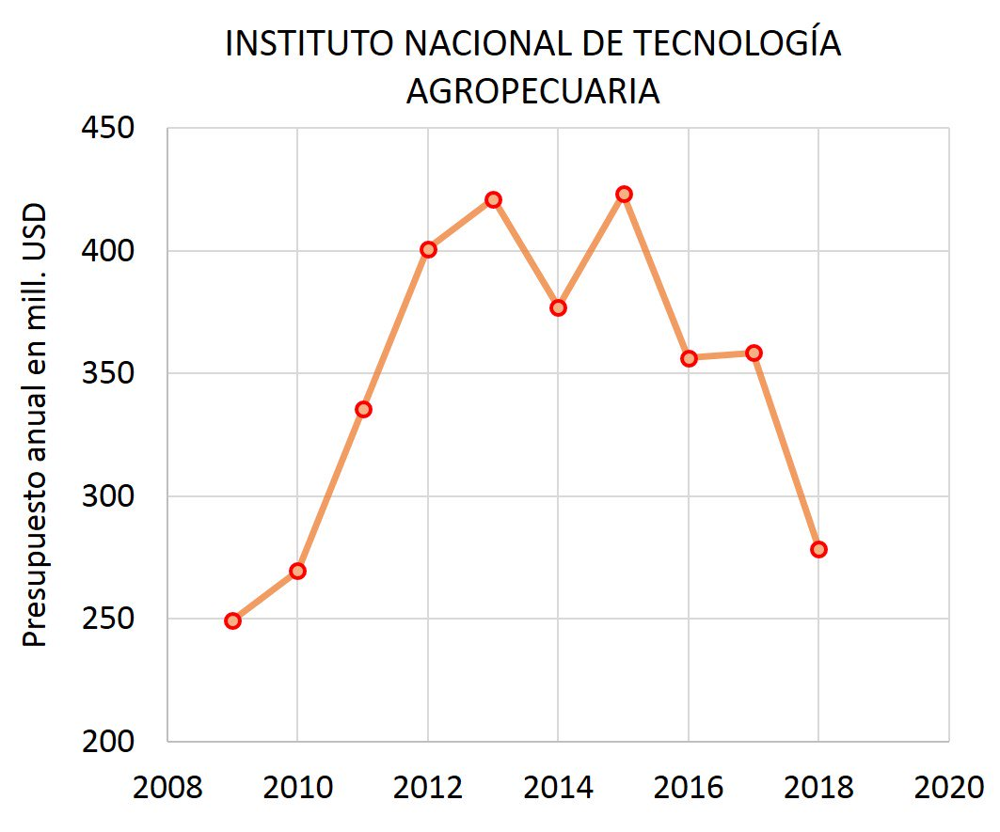 INSTITUTO NACIONAL DE TECNOLOGÍA
AGROPECUARIA
Presupuesto anual en mill. USD
450
400
350
300
250
200
2008 2010 2012 2014 2016 2018 2020